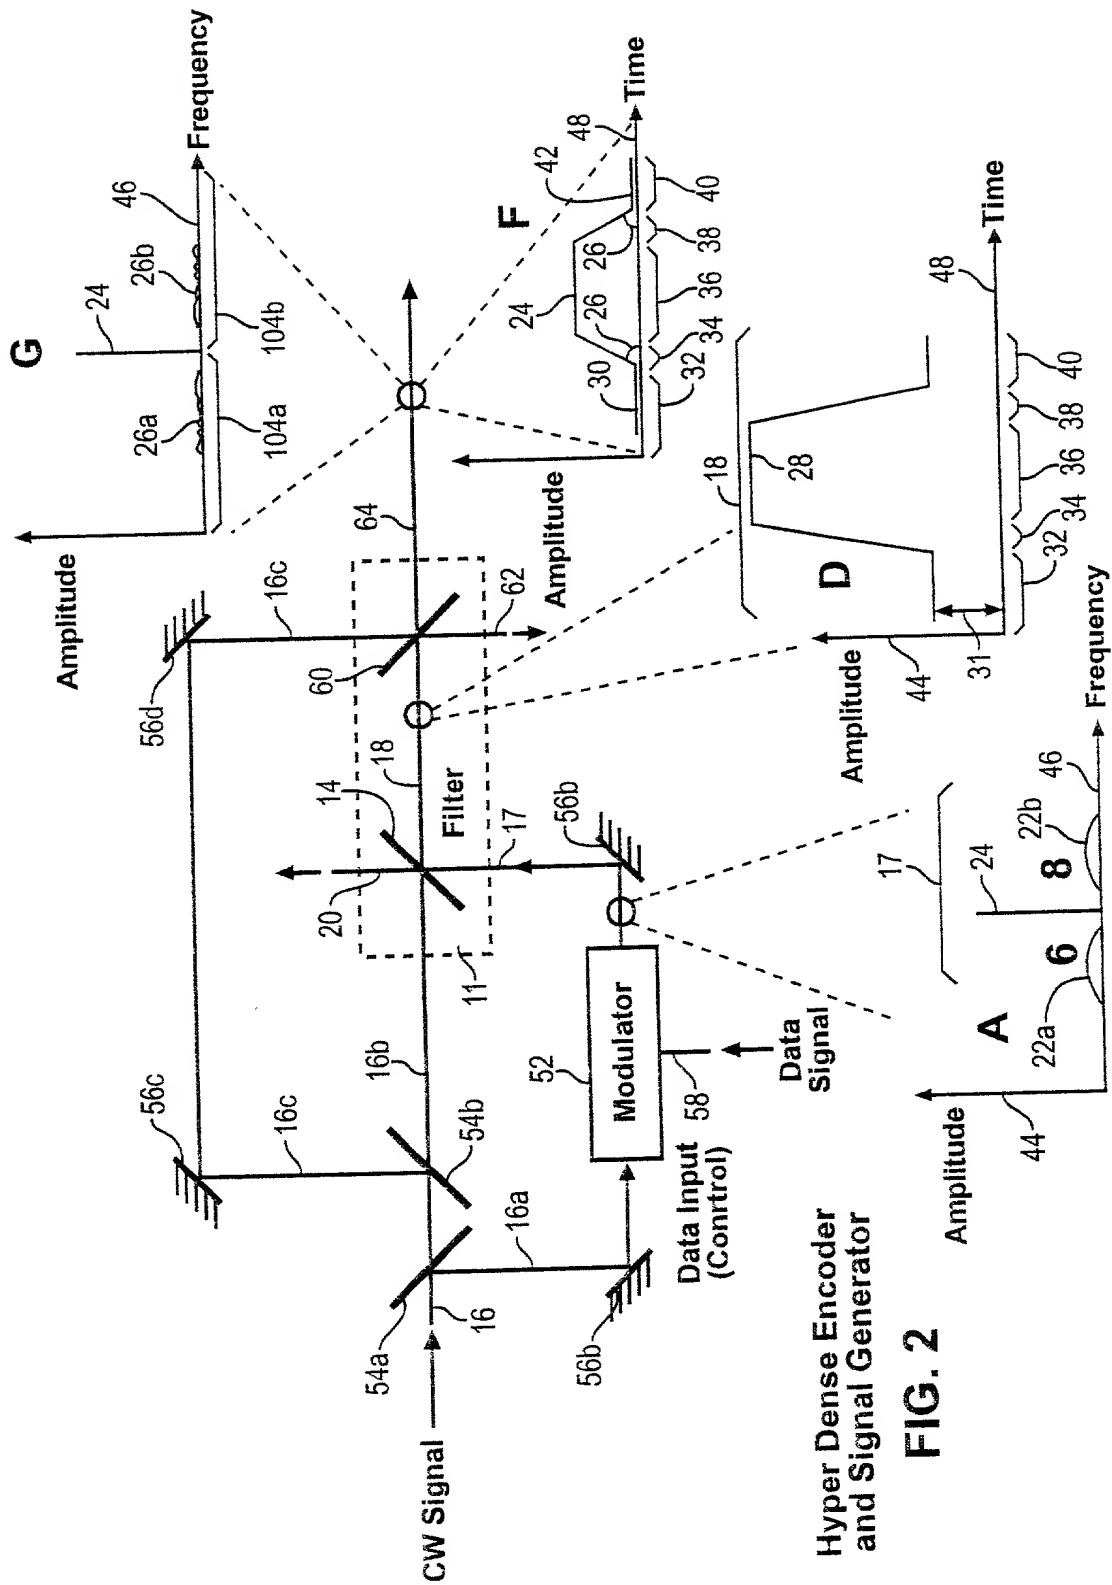 G
Amplitude
Frequency
24
26a
26b
46
104a
104b
56c
56d
16c
16c
64
F
Amplitude
Time
24
26
26
30
42
48
32
34
36
38
40
CW Signal
54a
16
54b
16b
16a
11
20
14
18
Filter
17
60
62
56b
56b
Modulator
52
58
Data Input
(Conrtrol)
Data
Signal
18
D
Amplitude
Time
44
31
28
48
32
34
36
38
40
17
A
Amplitude
Frequency
44
22a
6
24
8
22b
46
Hyper Dense Encoder
and Signal Generator
FIG. 2